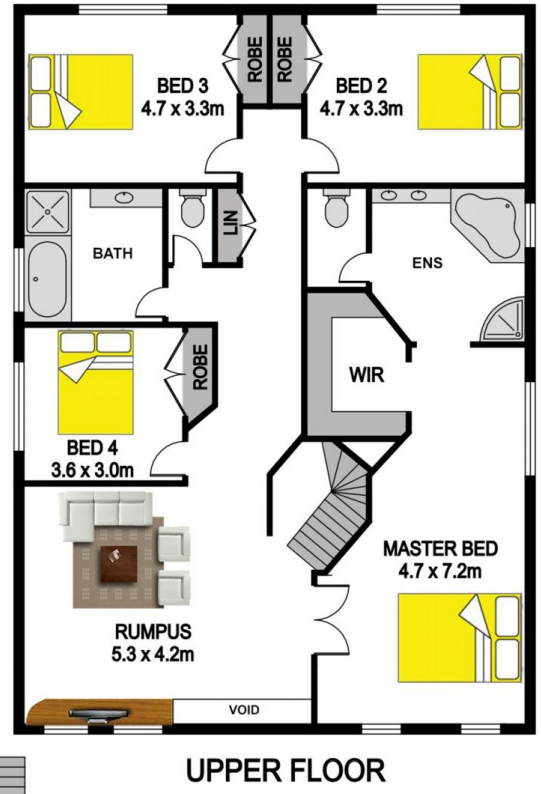 BED 3
4.7 x 3.3m
ROBE
ROBE
BED 2
4.7 x 3.3m
BATH
LIN
ENS
ROBE
WIR
BED 4
3.6 x 3.0m
MASTER BED
4.7 x 7.2m
RUMPUS
5.3 x 4.2m
VOID
UPPER FLOOR